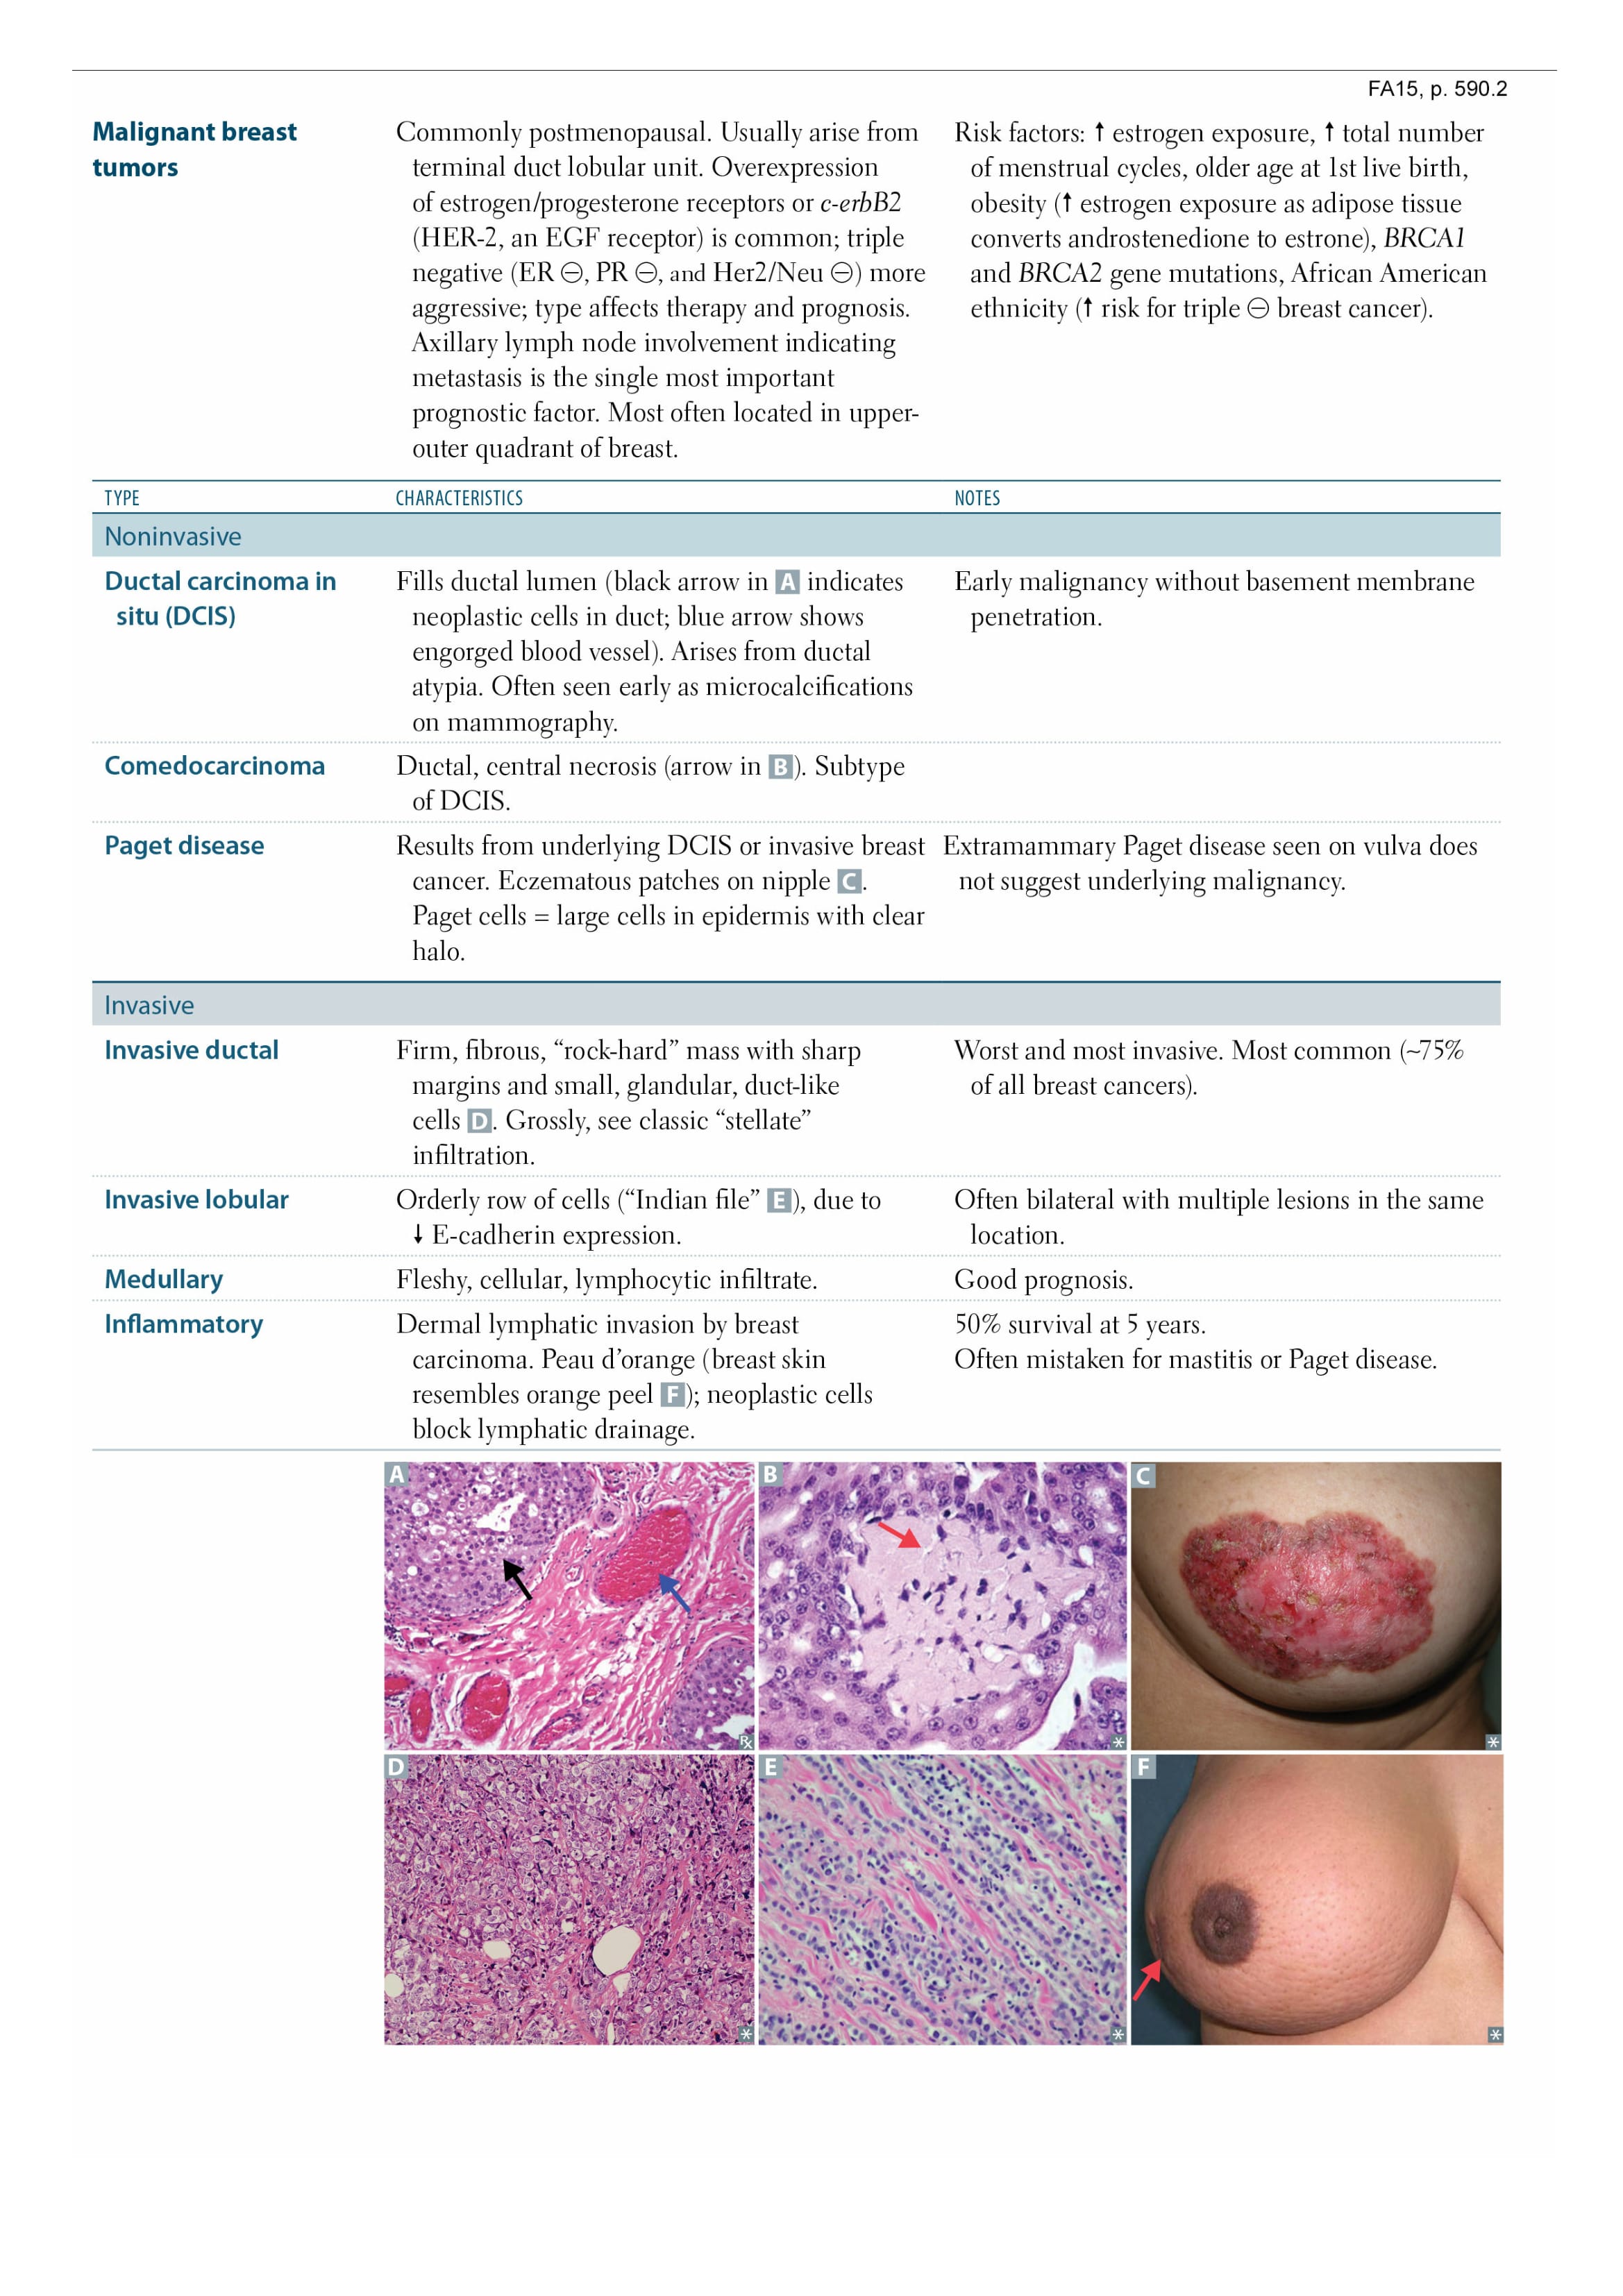 FA15, p. 590.2
Malignant breast
tumors
Commonly postmenopausal. Usually arise from
terminal duct lobular unit. Overexpression
of estrogen/progesterone receptors or c-erbB2
(HER-2, an EGF receptor) is common; triple
negative (ER ⊖, PR ⊖, and Her2/Neu ⊖) more
aggressive; type affects therapy and prognosis.
Axillary lymph node involvement indicating
metastasis is the single most important
prognostic factor. Most often located in upper-
outer quadrant of breast.
Risk factors: ↑ estrogen exposure, ↑ total number
of menstrual cycles, older age at 1st live birth,
obesity (↑ estrogen exposure as adipose tissue
converts androstenedione to estrone), BRCA1
and BRCA2 gene mutations, African American
ethnicity (↑ risk for triple ⊖ breast cancer).
TYPE CHARACTERISTICS NOTES
Noninvasive
Ductal carcinoma in
situ (DCIS)
Fills ductal lumen (black arrow in A indicates
neoplastic cells in duct; blue arrow shows
engorged blood vessel). Arises from ductal
atypia. Often seen early as microcalcifications
on mammography.
Early malignancy without basement membrane
penetration.
Comedocarcinoma
Ductal, central necrosis (arrow in B). Subtype
of DCIS.
Paget disease
Results from underlying DCIS or invasive breast
cancer. Eczematous patches on nipple C.
Paget cells = large cells in epidermis with clear
halo.
Extramammary Paget disease seen on vulva does
not suggest underlying malignancy.
Invasive
Invasive ductal
Firm, fibrous, “rock-hard” mass with sharp
margins and small, glandular, duct-like
cells D. Grossly, see classic “stellate”
infiltration.
Worst and most invasive. Most common (~75%
of all breast cancers).
Invasive lobular
Orderly row of cells (“Indian file” E), due to
↓ E-cadherin expression.
Often bilateral with multiple lesions in the same
location.
Medullary
Fleshy, cellular, lymphocytic infiltrate.
Good prognosis.
Inflammatory
Dermal lymphatic invasion by breast
carcinoma. Peau d’orange (breast skin
resembles orange peel F); neoplastic cells
block lymphatic drainage.
50% survival at 5 years.
Often mistaken for mastitis or Paget disease.
A
B
C
℞
*
*
D
E
F
*
*
*